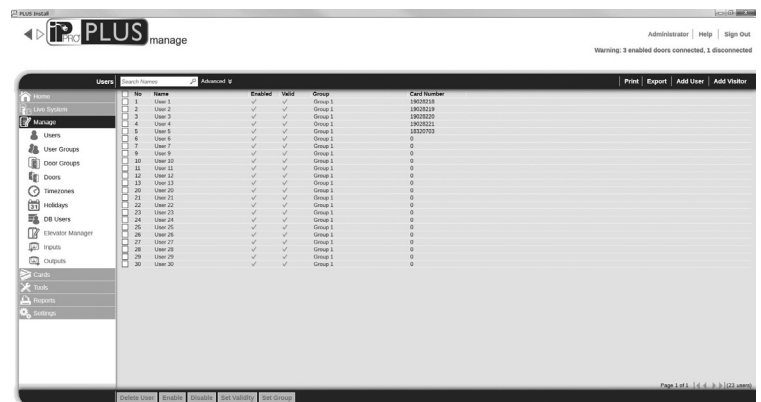 PLUS Install
iPRO PLUS manage
Administrator | Help | Sign Out
Warning: 3 enabled doors connected, 1 disconnected
Users Search Names Advanced Print | Export | Add User | Add Visitor
Home
Live System
Manage
Users
User Groups
Door Groups
Doors
Timezones
31 Holidays
DB Users
Elevator Manager
Inputs
Outputs
Cards
Tools
Reports
Settings
No Name Enabled Valid Group Card Number
1 User 1 ✓ ✓ Group 1 19028218
2 User 2 ✓ ✓ Group 1 19028219
3 User 3 ✓ ✓ Group 1 19028220
4 User 4 ✓ ✓ Group 1 19028221
5 User 5 ✓ ✓ Group 1 18320703
6 User 6 ✓ ✓ Group 1 0
7 User 7 ✓ ✓ Group 1 0
9 User 9 ✓ ✓ Group 1 0
10 User 10 ✓ ✓ Group 1 0
11 User 11 ✓ ✓ Group 1 0
12 User 12 ✓ ✓ Group 1 0
13 User 13 ✓ ✓ Group 1 0
20 User 20 ✓ ✓ Group 1 0
21 User 21 ✓ ✓ Group 1 0
22 User 22 ✓ ✓ Group 1 0
23 User 23 ✓ ✓ Group 1 0
24 User 24 ✓ ✓ Group 1 0
25 User 25 ✓ ✓ Group 1 0
26 User 26 ✓ ✓ Group 1 0
27 User 27 ✓ ✓ Group 1 0
28 User 28 ✓ ✓ Group 1 0
29 User 29 ✓ ✓ Group 1 0
30 User 30 ✓ ✓ Group 1 0
Page 1 of 1 (23 users)
Delete User Enable Disable Set Validity Set Group